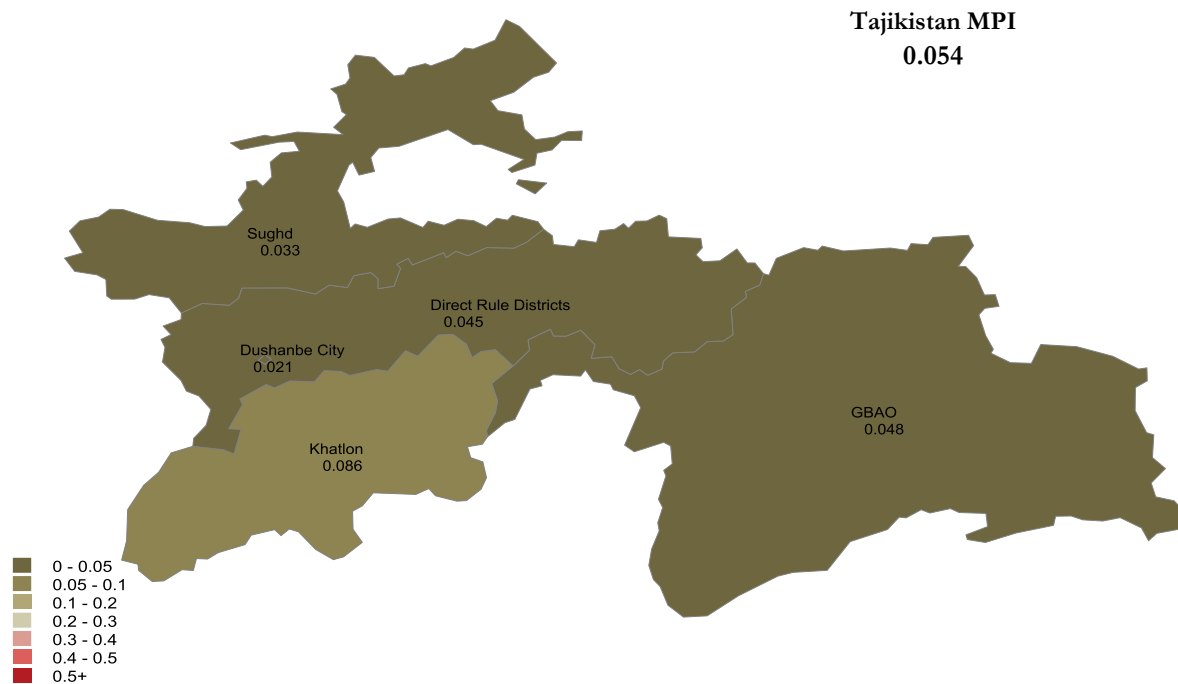 Tajikistan MPI
0.054
Sughd
0.033
Direct Rule Districts
0.045
Dushanbe City
0.021
GBAO
0.048
Khatlon
0.086
0 - 0.05
0.05 - 0.1
0.1 - 0.2
0.2 - 0.3
0.3 - 0.4
0.4 - 0.5
0.5+